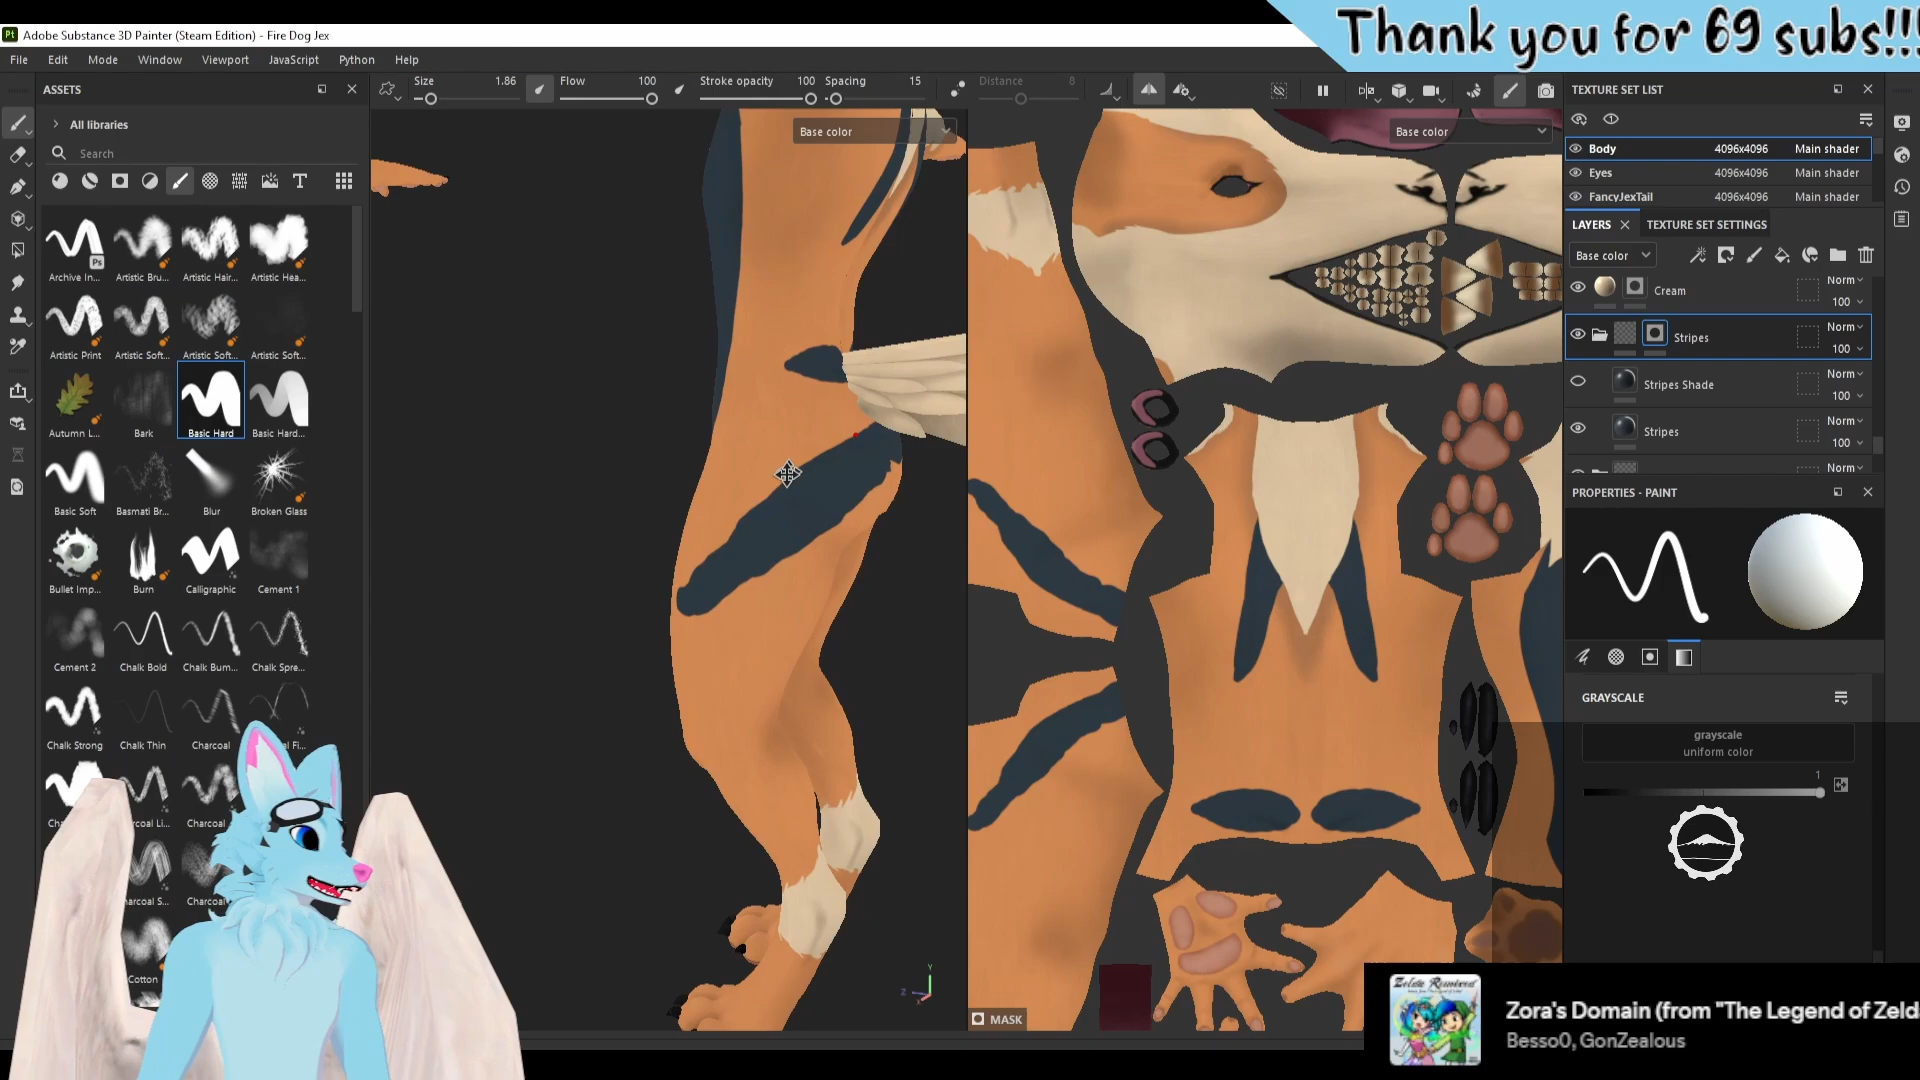 Thank you for 69 subs!!!
Adobe Substance 3D Painter (Steam Edition) - Fire Dog Jex
File Edit Mode Window Viewport JavaScript Python Help
ASSETS
Size 1.86 Flow 100 Stroke opacity 100 Spacing 15 Distance 8
All libraries
Search
Base color
Base color
Archive In... Artistic Bru... Artistic Hair... Artistic Hea...
Artistic Print Artistic Soft... Artistic Soft... Artistic Soft...
Autumn L... Bark Basic Hard Basic Hard...
Basic Soft Basmati Br... Blur Broken Glass
Bullet Imp... Burn Calligraphic Cement 1
Cement 2 Chalk Bold Chalk Bum... Chalk Spre...
Chalk Strong Chalk Thin Charcoal
Charcoal
Cotton
MASK
TEXTURE SET LIST
Body 4096x4096 Main shader
Eyes 4096x4096 Main shader
FancyJexTail 4096x4096 Main shader
LAYERS TEXTURE SET SETTINGS
Base color
Cream Norm 100
Stripes Norm 100
Stripes Shade Norm 100
Stripes Norm 100
Norm
PROPERTIES - PAINT
GRAYSCALE
grayscale
uniform color
1
Zora's Domain (from "The Legend of Zeld
Besso0, GonZealous